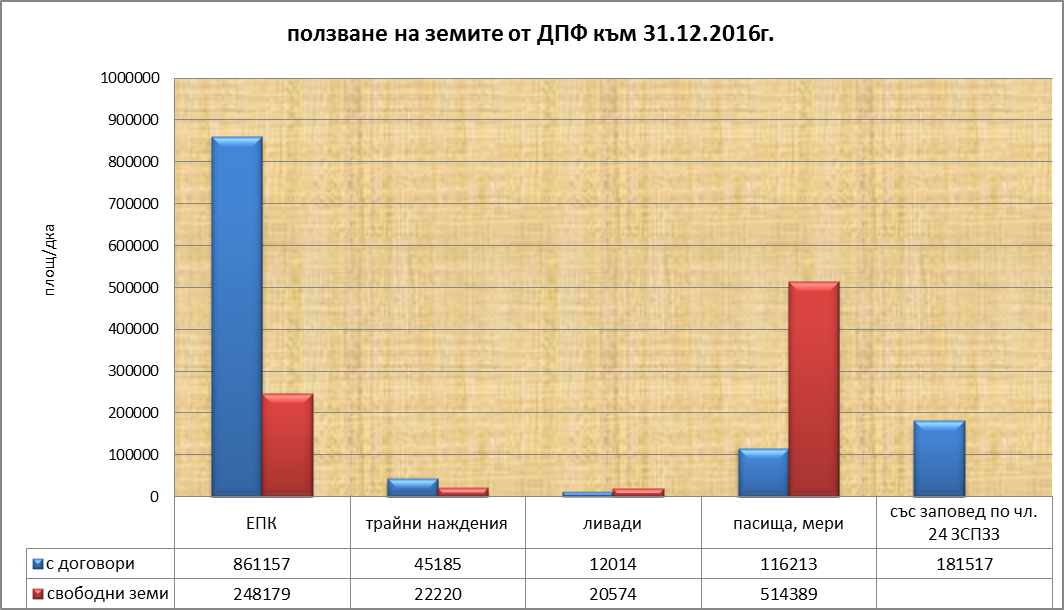 ползване на земите от ДПФ към 31.12.2016г.
площ/дка
1000000
900000
800000
700000
600000
500000
400000
300000
200000
100000
0
ЕПК трайни наждения ливади пасища, мери със заповед по чл. 24 ЗСПЗЗ
с договори 861157 45185 12014 116213 181517
свободни земи 248179 22220 20574 514389